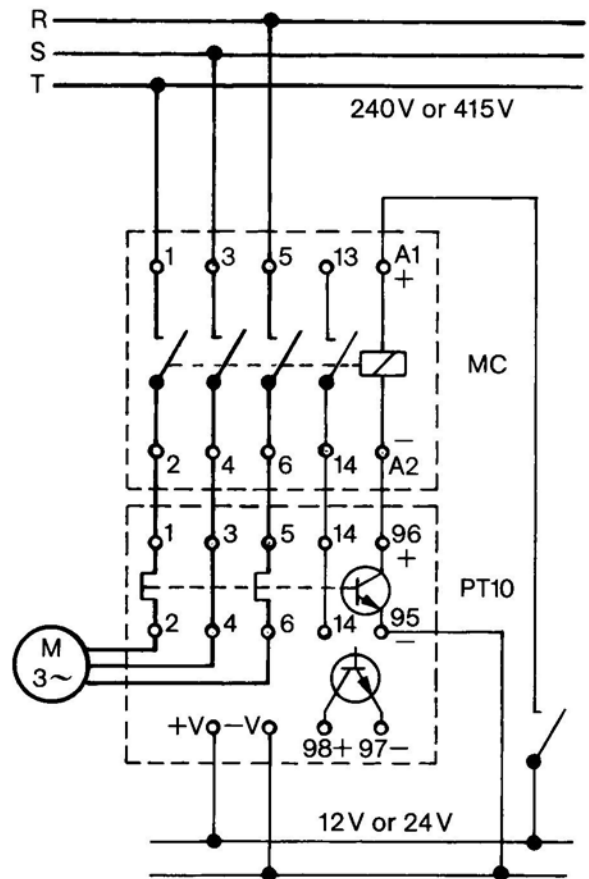 R
S
T
240V or 415V
1 3 5 13 A1
+
MC
−
2 4 6 14 A2
1 3 5 14 96
+
PT10
2 4 6 14 95
−
M
3~
+V −V
98+ 97−
12V or 24V